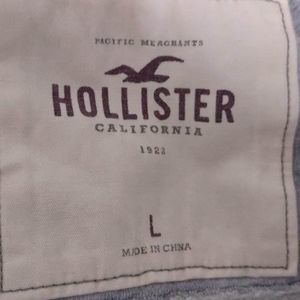 PACIFIC MERCHANTS
HOLLISTER
CALIFORNIA
1922
L
MADE IN CHINA